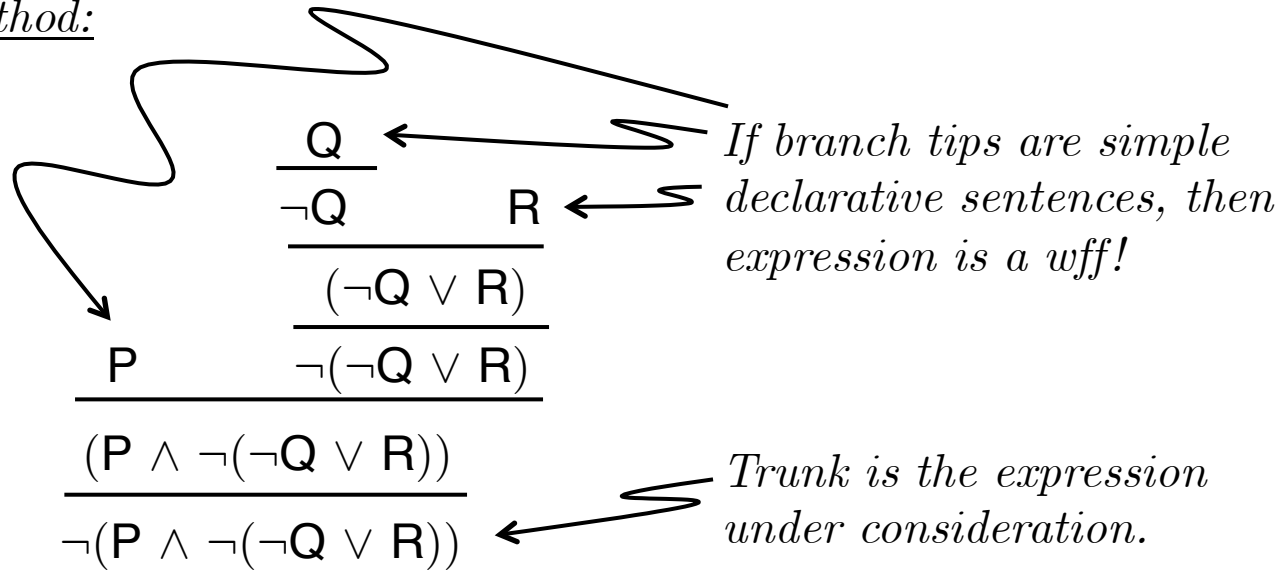 thod:
Q
¬Q R
(¬Q ∨ R)
P ¬(¬Q ∨ R)
(P ∧ ¬(¬Q ∨ R))
¬(P ∧ ¬(¬Q ∨ R))
If branch tips are simple
declarative sentences, then
expression is a wff!
Trunk is the expression
under consideration.